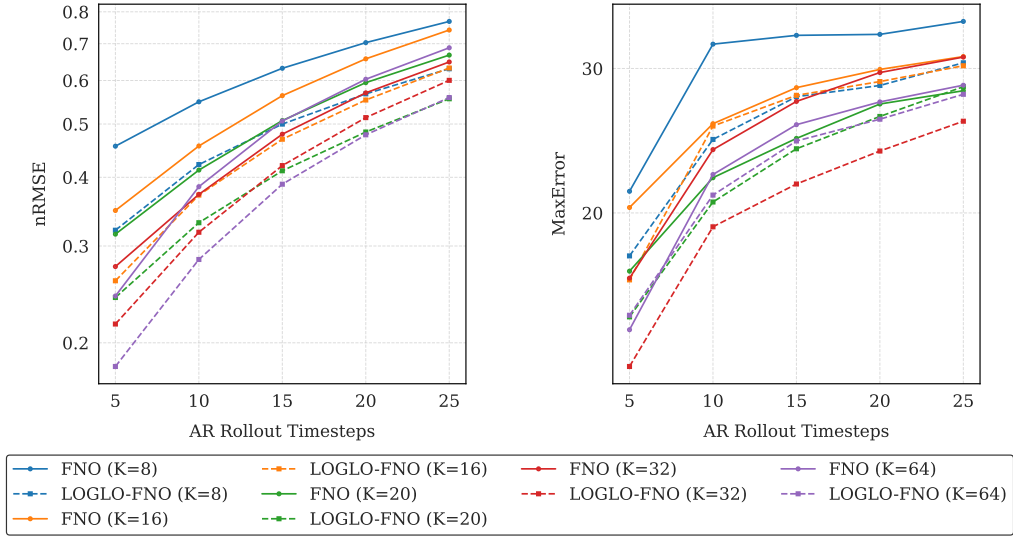 0.8
0.7
0.6
0.5
0.4
0.3
0.2
nRMSE
5 10 15 20 25
AR Rollout Timesteps
30
20
MaxError
5 10 15 20 25
AR Rollout Timesteps
FNO (K=8) LOGLO-FNO (K=16) FNO (K=32) FNO (K=64)
LOGLO-FNO (K=8) FNO (K=20) LOGLO-FNO (K=32) LOGLO-FNO (K=64)
FNO (K=16) LOGLO-FNO (K=20)